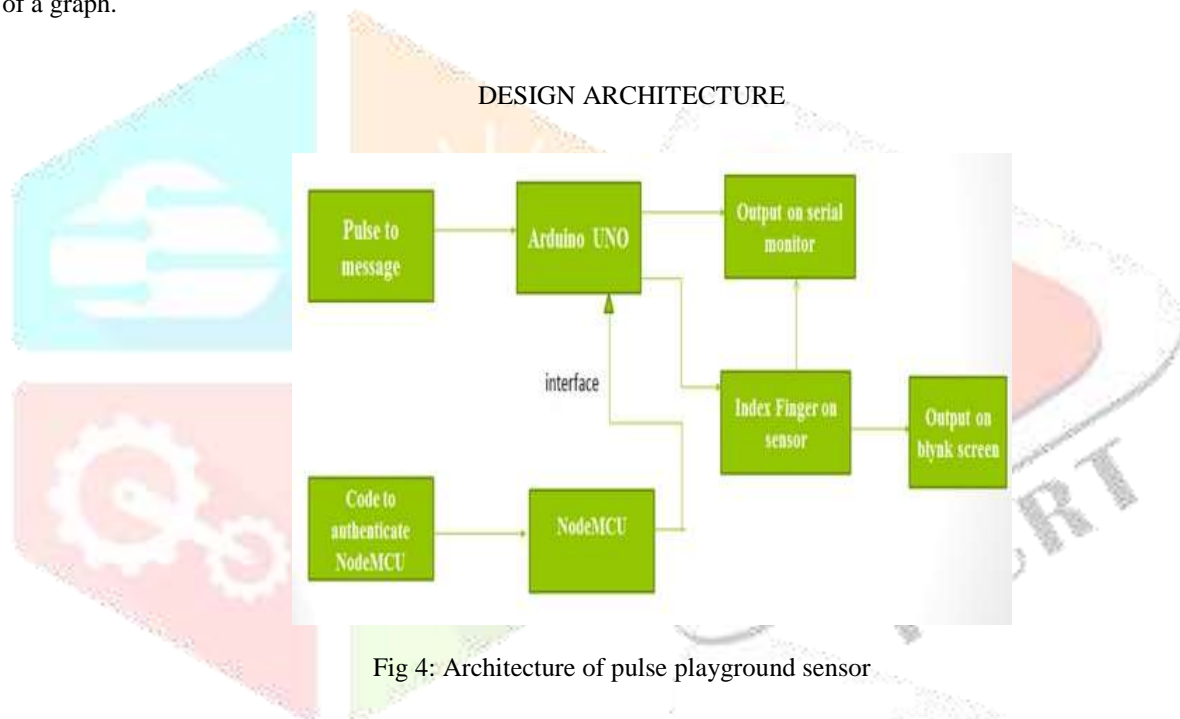 of a graph.
DESIGN ARCHITECTURE
Pulse to
message
Arduino UNO
Output on serial
monitor
interface
Index Finger on
sensor
Output on
blynk screen
Code to
authenticate
NodeMCU
NodeMCU
Fig 4: Architecture of pulse playground sensor